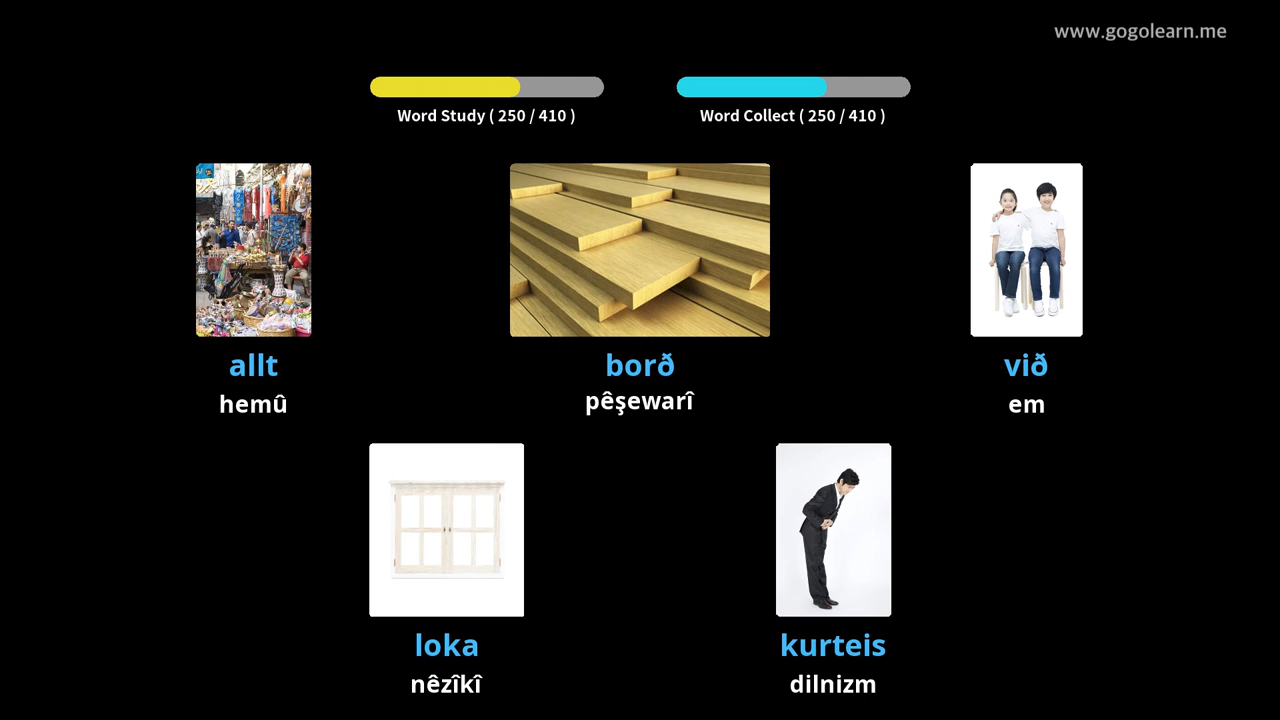 www.gogolearn.me
Word Study ( 250 / 410 )
Word Collect ( 250 / 410 )
allt
hemû
borð
pêşewarî
við
em
loka
nêzîkî
kurteis
dilnizm